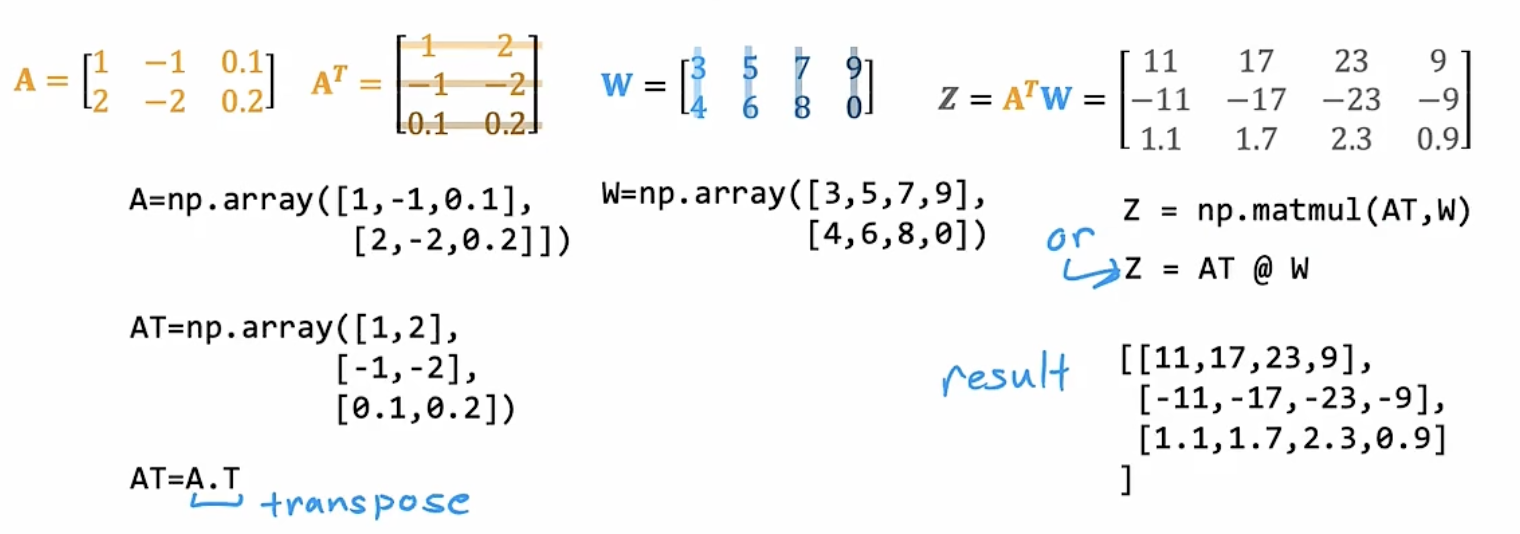 A = [1 −1 0.1
2 −2 0.2]
A^T = [1 2
−1 −2
0.1 0.2]
W = [3 5 7 9
4 6 8 0]
Z = A^T W = [11 17 23 9
−11 −17 −23 −9
1.1 1.7 2.3 0.9]
A=np.array([1,-1,0.1],
[2,-2,0.2]])
AT=np.array([1,2],
[-1,-2],
[0.1,0.2])
AT=A.T
transpose
W=np.array([3,5,7,9],
[4,6,8,0])
Z = np.matmul(AT,W)
or
Z = AT @ W
result
[[11,17,23,9],
[-11,-17,-23,-9],
[1.1,1.7,2.3,0.9]
]